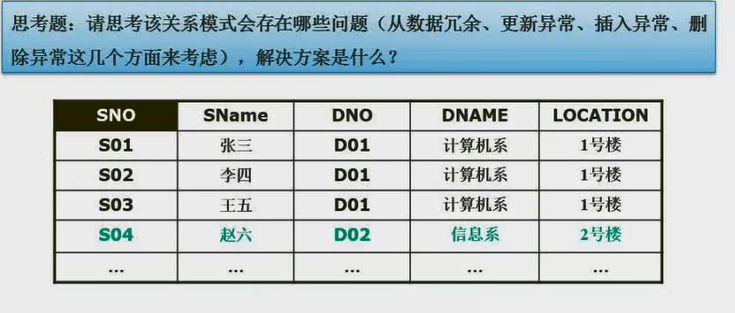 思考题：请思考该关系模式会存在哪些问题（从数据冗余、更新异常、插入异常、删
除异常这几个方面来考虑），解决方案是什么？
SNO SName DNO DNAME LOCATION
S01 张三 D01 计算机系 1号楼
S02 李四 D01 计算机系 1号楼
S03 王五 D01 计算机系 1号楼
S04 赵六 D02 信息系 2号楼
... ... ... ... ...